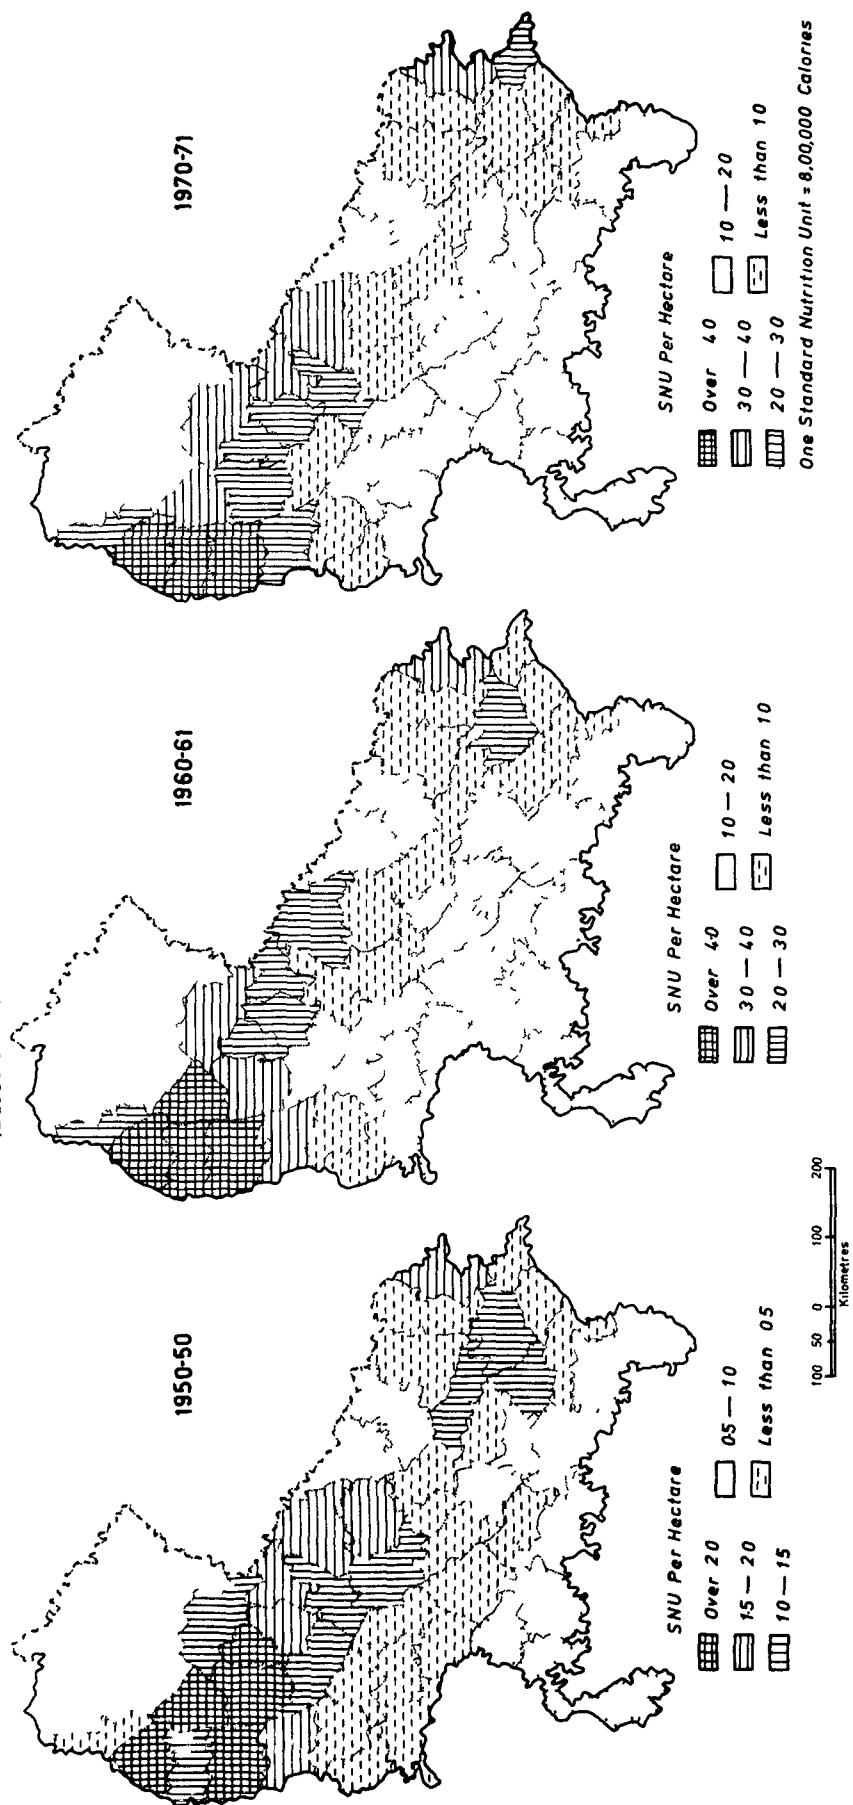 1950-50
SNU Per Hectare
Over 20
15 — 20
10 — 15
05 — 10
Less than 05
100 50 0 100 200
Kilometres
1960-61
SNU Per Hectare
Over 40
30 — 40
20 — 30
10 — 20
Less than 10
1970-71
SNU Per Hectare
Over 40
30 — 40
20 — 30
10 — 20
Less than 10
One Standard Nutrition Unit = 8,00,000 Calories